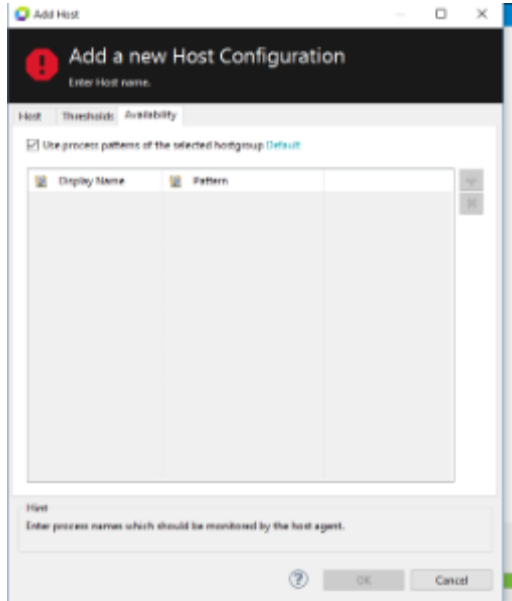 Add Host
Add a new Host Configuration
Enter Host name.
Host Thresholds Availability
Use process patterns of the selected hostgroup Default
Display Name Pattern
Hint
Enter process names which should be monitored by the host agent.
? OK Cancel